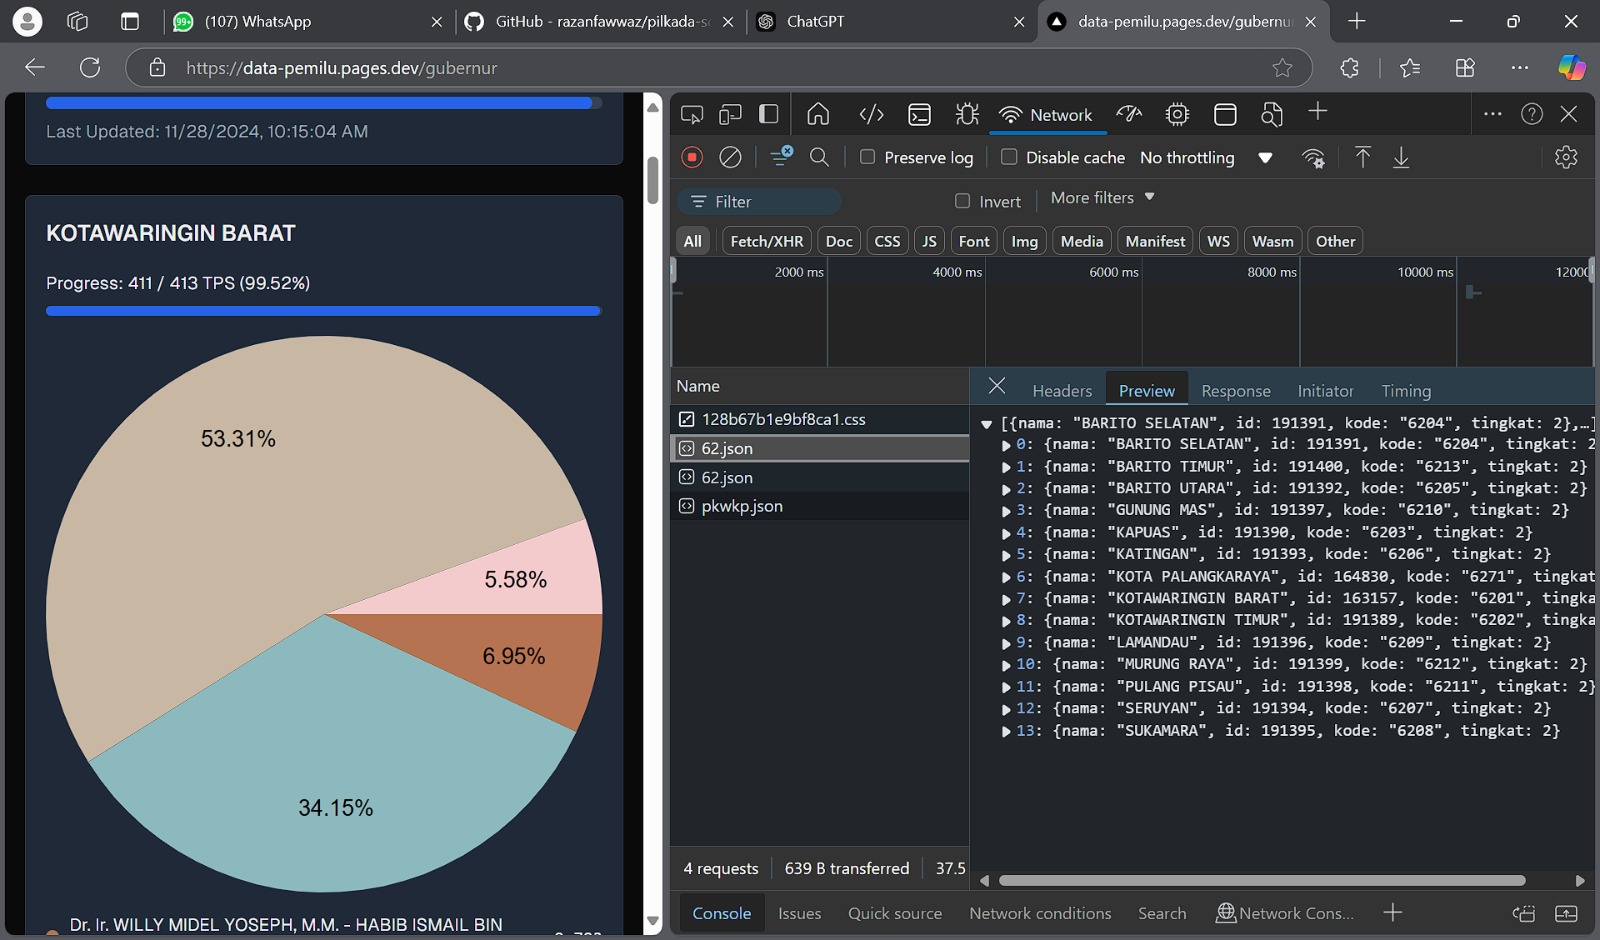 99+
(107) WhatsApp
GitHub - razanfawwaz/pilkada-sc
ChatGPT
data-pemilu.pages.dev/gubernur
https://data-pemilu.pages.dev/gubernur
Last Updated: 11/28/2024, 10:15:04 AM
KOTAWARINGIN BARAT
Progress: 411 / 413 TPS (99.52%)
53.31%
5.58%
6.95%
34.15%
Dr. Ir. WILLY MIDEL YOSEPH, M.M. - HABIB ISMAIL BIN
Network
Preserve log
Disable cache
No throttling
Filter
Invert
More filters
All
Fetch/XHR
Doc
CSS
JS
Font
Img
Media
Manifest
WS
Wasm
Other
2000 ms
4000 ms
6000 ms
8000 ms
10000 ms
12000
Name
128b67b1e9bf8ca1.css
62.json
62.json
pkwkp.json
4 requests
639 B transferred
37.5
Headers
Preview
Response
Initiator
Timing
[{nama: "BARITO SELATAN", id: 191391, kode: "6204", tingkat: 2},…]
0: {nama: "BARITO SELATAN", id: 191391, kode: "6204", tingkat: 2
1: {nama: "BARITO TIMUR", id: 191400, kode: "6213", tingkat: 2}
2: {nama: "BARITO UTARA", id: 191392, kode: "6205", tingkat: 2}
3: {nama: "GUNUNG MAS", id: 191397, kode: "6210", tingkat: 2}
4: {nama: "KAPUAS", id: 191390, kode: "6203", tingkat: 2}
5: {nama: "KATINGAN", id: 191393, kode: "6206", tingkat: 2}
6: {nama: "KOTA PALANGKARAYA", id: 164830, kode: "6271", tingkat
7: {nama: "KOTAWARINGIN BARAT", id: 163157, kode: "6201", tingka
8: {nama: "KOTAWARINGIN TIMUR", id: 191389, kode: "6202", tingka
9: {nama: "LAMANDAU", id: 191396, kode: "6209", tingkat: 2}
10: {nama: "MURUNG RAYA", id: 191399, kode: "6212", tingkat: 2}
11: {nama: "PULANG PISAU", id: 191398, kode: "6211", tingkat: 2}
12: {nama: "SERUYAN", id: 191394, kode: "6207", tingkat: 2}
13: {nama: "SUKAMARA", id: 191395, kode: "6208", tingkat: 2}
Console
Issues
Quick source
Network conditions
Search
Network Cons...